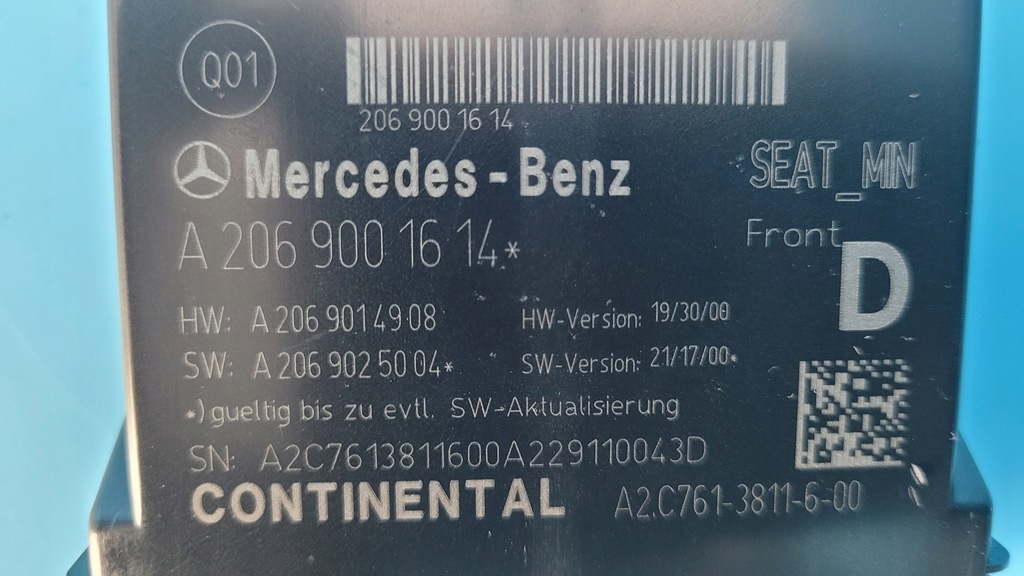 Q01
206 900 16 14
Mercedes-Benz
SEAT_MIN
A 206 900 16 14*
Front
D
HW: A 206 901 49 08
HW-Version: 19/30/00
SW: A 206 902 50 04*
SW-Version: 21/17/00*
*) gueltig bis zu evtl. SW-Aktualisierung
SN: A2C7613811600A229110043D
CONTINENTAL
A2C761-3811-6-00